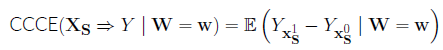 CCCE(X_S ⇒ Y | W = w) = 𝔼(Y_{x_S^1} − Y_{x_S^0} | W = w)